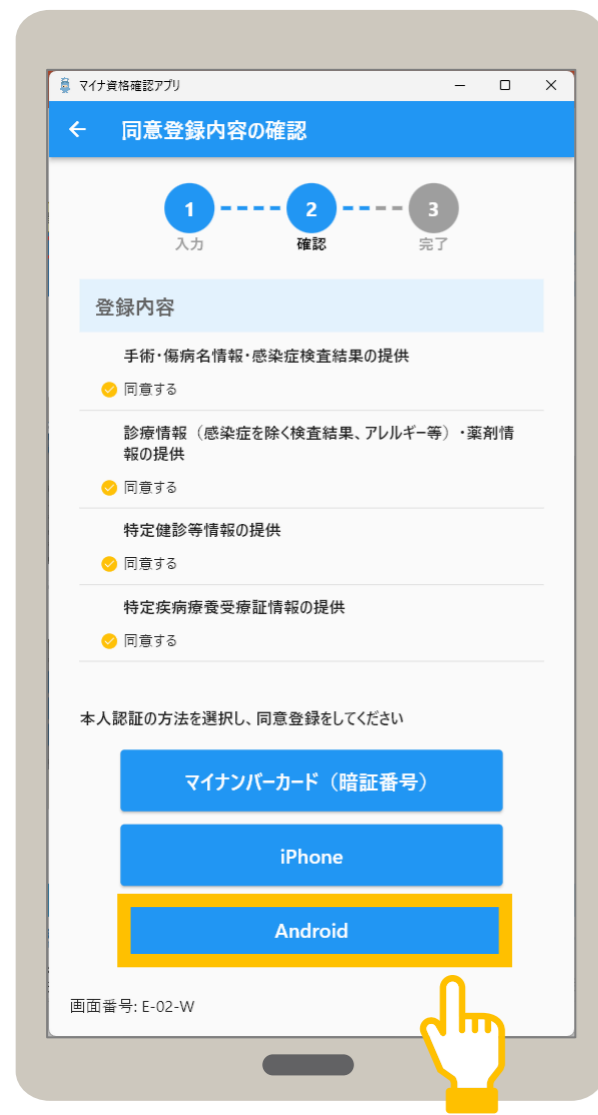 マイナ資格確認アプリ
同意登録内容の確認
1 2 3
入力 確認 完了
登録内容
手術・傷病名情報・感染症検査結果の提供
同意する
診療情報（感染症を除く検査結果、アレルギー等）・薬剤情
報の提供
同意する
特定健診等情報の提供
同意する
特定疾病療養受療証情報の提供
同意する
本人認証の方法を選択し、同意登録をしてください
マイナンバーカード（暗証番号）
iPhone
Android
画面番号: E-02-W